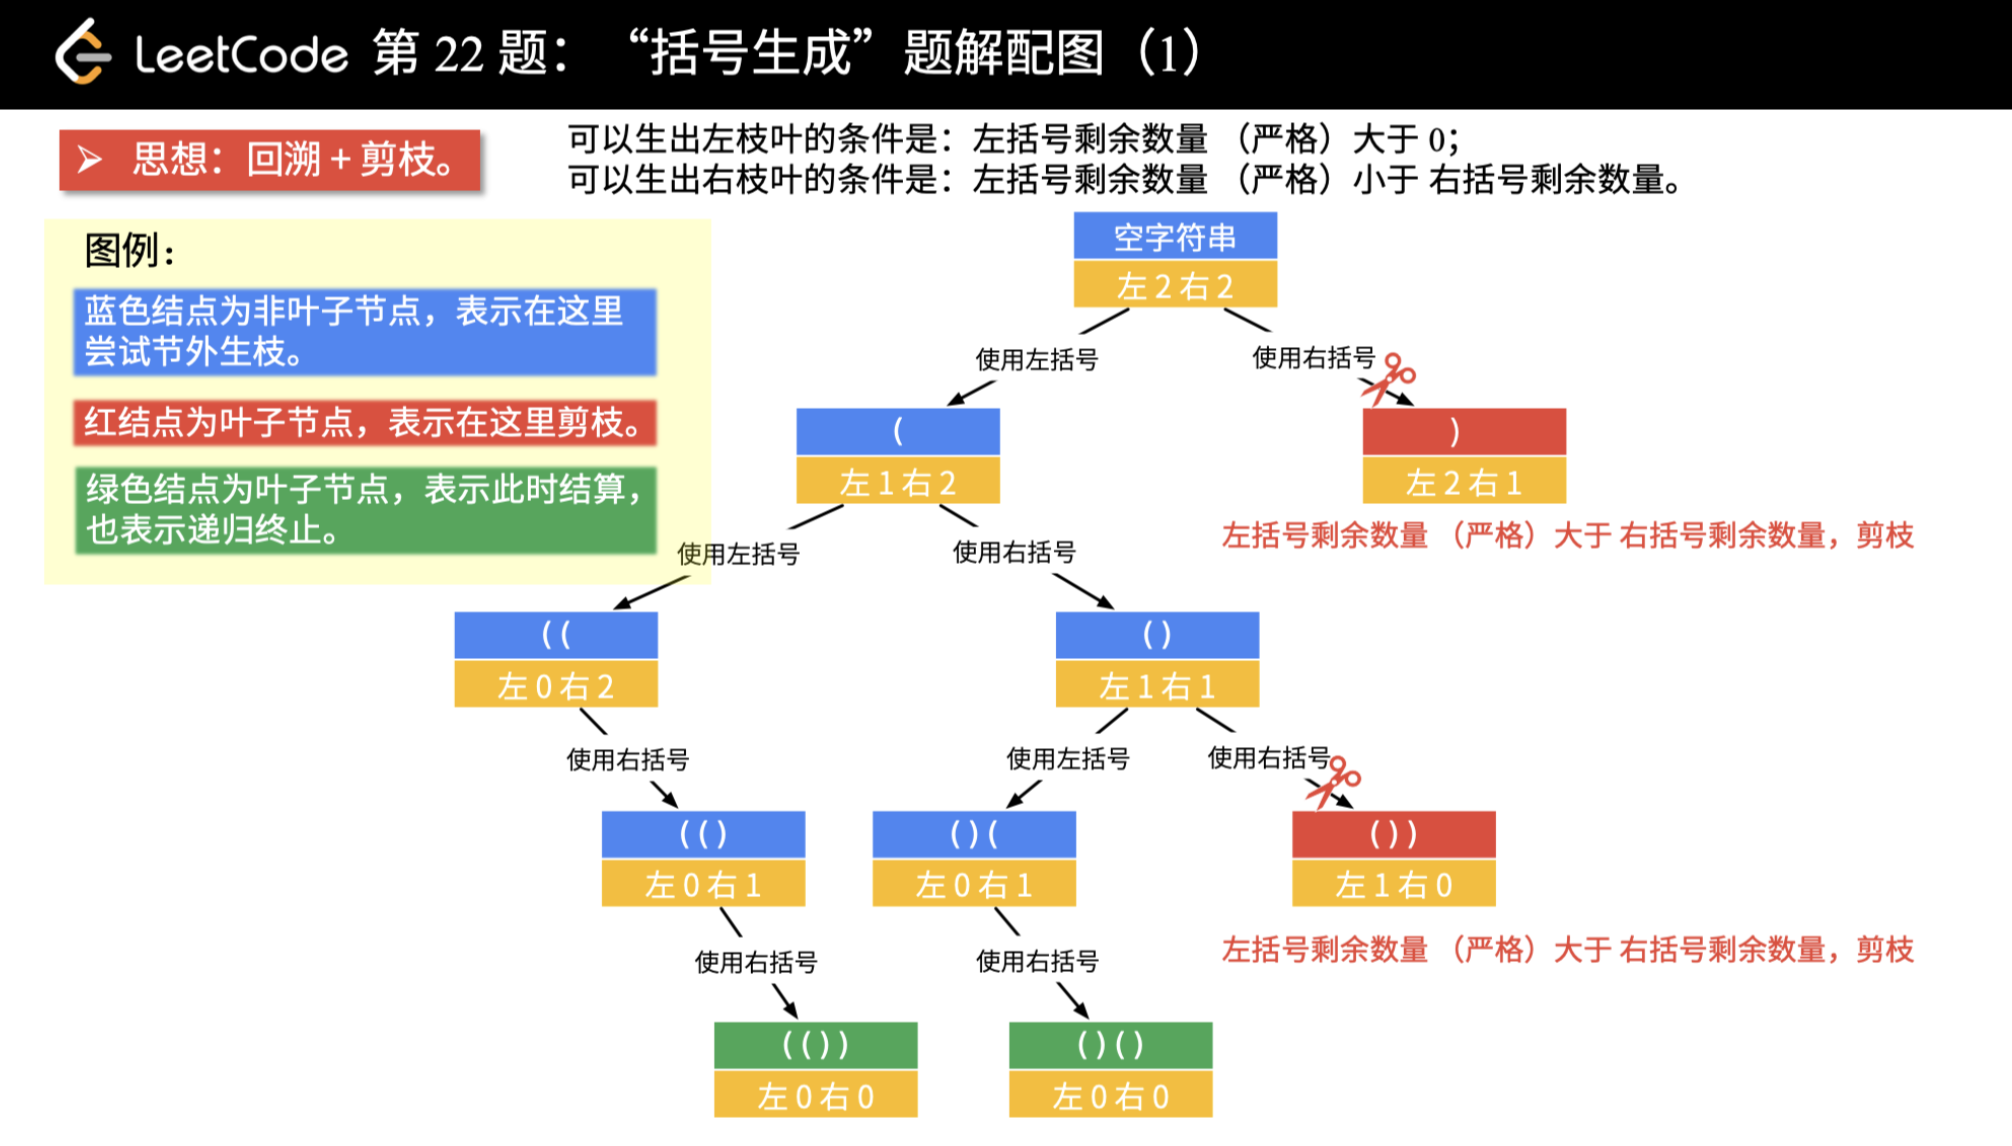 LeetCode 第 22 题：“括号生成”题解配图（1）
➢ 思想：回溯 + 剪枝。
可以生出左枝叶的条件是：左括号剩余数量 （严格）大于 0；
可以生出右枝叶的条件是：左括号剩余数量 （严格）小于 右括号剩余数量。
图例：
蓝色结点为非叶子节点，表示在这里
尝试节外生枝。
红结点为叶子节点，表示在这里剪枝。
绿色结点为叶子节点，表示此时结算，
也表示递归终止。
空字符串
左 2 右 2
使用左括号
使用右括号
(
左 1 右 2
)
左 2 右 1
左括号剩余数量 （严格）大于 右括号剩余数量，剪枝
使用左括号
使用右括号
( (
左 0 右 2
( )
左 1 右 1
使用右括号
使用左括号
使用右括号
( ( )
左 0 右 1
( ) (
左 0 右 1
( ) )
左 1 右 0
左括号剩余数量 （严格）大于 右括号剩余数量，剪枝
使用右括号
使用右括号
( ( ) )
左 0 右 0
( ) ( )
左 0 右 0